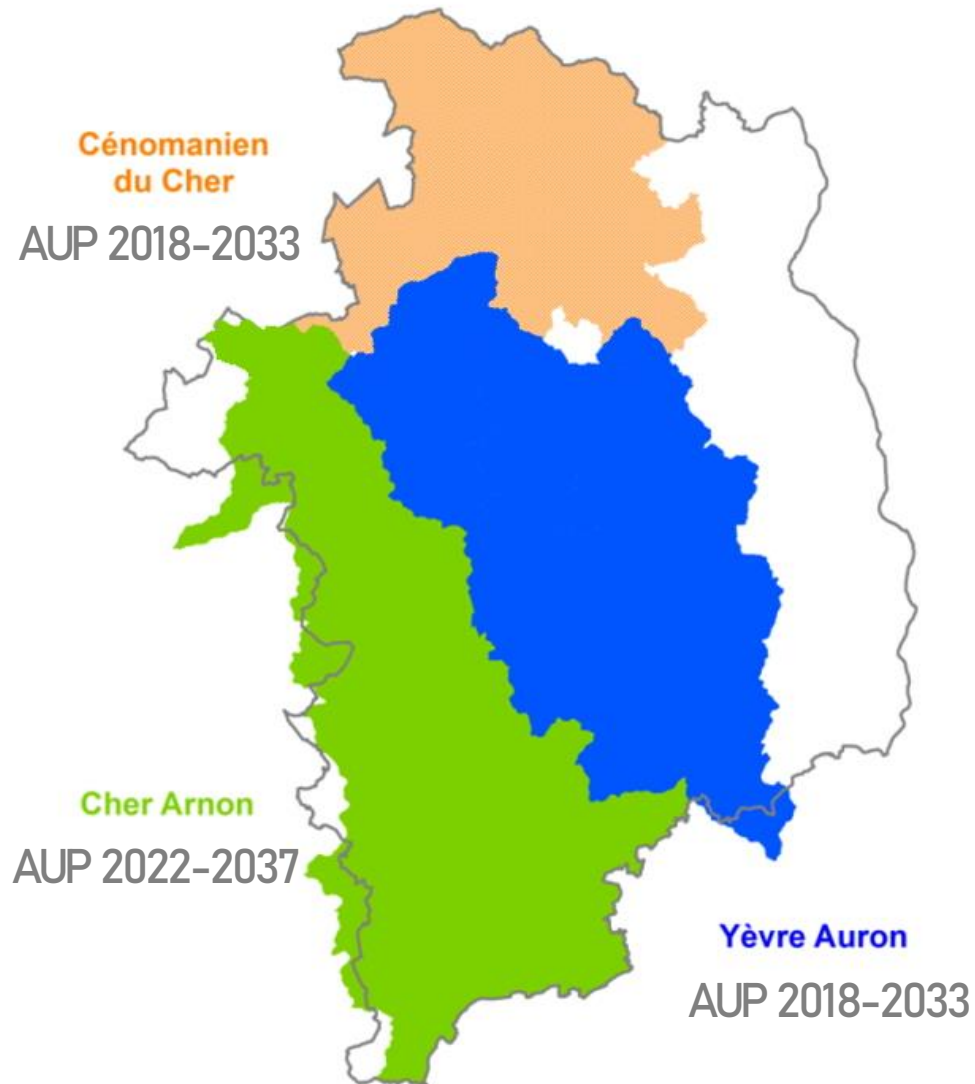 Cénomanien
du Cher
AUP 2018-2033
Cher Arnon
AUP 2022-2037
Yèvre Auron
AUP 2018-2033